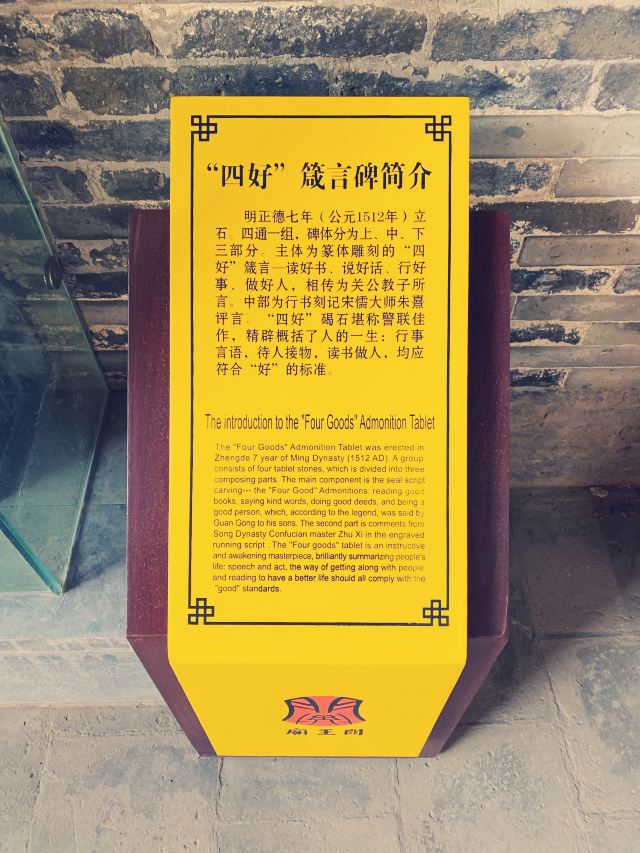 “四好”箴言碑简介
明正德七年（公元1512年）立
石。四通一组，碑体分为上、中、下
三部分。主体为篆体雕刻的“四
好”箴言—读好书、说好话、行好
事、做好人，相传为关公教子所
言。中部为行书刻记宋儒大师朱熹
评言。“四好”碣石堪称警联佳
作，精辟概括了人的一生：行事
言语，待人接物，读书做人，均应
符合“好”的标准。
The introduction to the "Four Goods" Admonition Tablet
The "Four Goods" Admonition Tablet was erected in
Zhengde 7 year of Ming Dynasty (1512 AD). A group
consists of four tablet stones, which is divided into three
composing parts. The main component is the seal script
carving--- the "Four Good" Admonitions: reading good
books, saying kind words, doing good deeds, and being a
good person, which, according to the legend, was said by
Guan Gong to his sons. The second part is comments from
Song Dynasty Confucian master Zhu Xi in the engraved
running script . The "Four goods" tablet is an instructive
and awakening masterpiece, brilliantly summarizing people's
life: speech and act, the way of getting along with people
and reading to have a better life should all comply with the
"good" standards.
廟王關